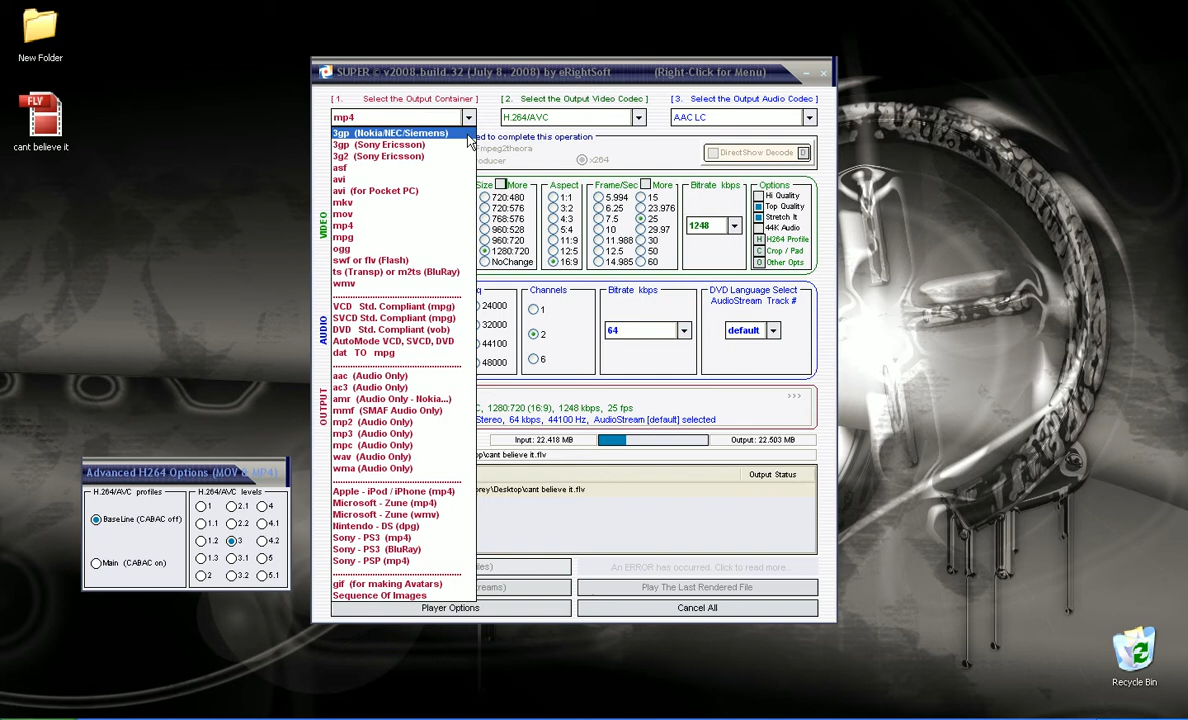 New Folder
FLV
cant believe it
SUPER © v2008.build.32 (July 8, 2008) by eRightSoft (Right-Click for Menu)
[ 1. Select the Output Container ]
[ 2. Select the Output Video Codec ]
[ 3. Select the Output Audio Codec ]
mp4
H.264/AVC
AAC LC
ed to complete this operation
Fmpeg2theora
oducer
x264
DirectShow Decode D
3gp (Nokia/NEC/Siemens)
3gp (Sony Ericsson)
3g2 (Sony Ericsson)
asf
avi
avi (for Pocket PC)
mkv
mov
mp4
mpg
ogg
swf or flv (Flash)
ts (Transp) or m2ts (BluRay)
wmv
VCD Std. Compliant (mpg)
SVCD Std. Compliant (mpg)
DVD Std. Compliant (vob)
AutoMode VCD, SVCD, DVD
dat TO mpg
aac (Audio Only)
ac3 (Audio Only)
amr (Audio Only - Nokia...)
mmf (SMAF Audio Only)
mp2 (Audio Only)
mp3 (Audio Only)
mpc (Audio Only)
wav (Audio Only)
wma (Audio Only)
Apple - iPod / iPhone (mp4)
Microsoft - Zune (mp4)
Microsoft - Zune (wmv)
Nintendo - DS (dpg)
Sony - PS3 (mp4)
Sony - PS3 (BluRay)
Sony - PSP (mp4)
gif (for making Avatars)
Sequence Of Images
VIDEO
Size More
720:480
720:576
768:576
960:528
960:720
1280:720
NoChange
Aspect
1:1
3:2
4:3
5:4
11:9
12:5
16:9
Frame/Sec More
5.994 15
6.25 23.976
7.5 25
10 29.97
11.988 30
12.5 50
14.985 60
Bitrate kbps
1248
Options
Hi Quality
Top Quality
Stretch It
44K Audio
H H264 Profile
C Crop / Pad
O Other Opts
AUDIO
24000
32000
44100
48000
Channels
1
2
6
Bitrate kbps
64
DVD Language Select
AudioStream Track #
default
OUTPUT
>>>
C, 1280:720 (16:9), 1248 kbps, 25 fps
Stereo, 64 kbps, 44100 Hz, AudioStream [default] selected
Input: 22.418 MB
Output: 22.503 MB
p\cant believe it.flv
Output Status
orey\Desktop\cant believe it.flv
An ERROR has occurred. Click to read more...
Play The Last Rendered File
Player Options
Cancel All
Advanced H264 Options (MOV & MP4)
H.264/AVC profiles
BaseLine (CABAC off)
Main (CABAC on)
H.264/AVC levels
1 2.1 4
1.1 2.2 4.1
1.2 3 4.2
1.3 3.1 5
2 3.2 5.1
Recycle Bin